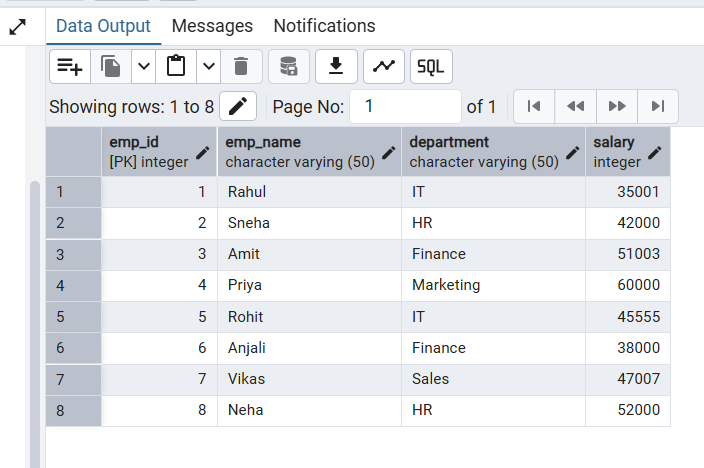 Data Output Messages Notifications
SQL
Showing rows: 1 to 8 Page No: 1 of 1
emp_id emp_name department salary
[PK] integer character varying (50) character varying (50) integer
1 1 Rahul IT 35001
2 2 Sneha HR 42000
3 3 Amit Finance 51003
4 4 Priya Marketing 60000
5 5 Rohit IT 45555
6 6 Anjali Finance 38000
7 7 Vikas Sales 47007
8 8 Neha HR 52000